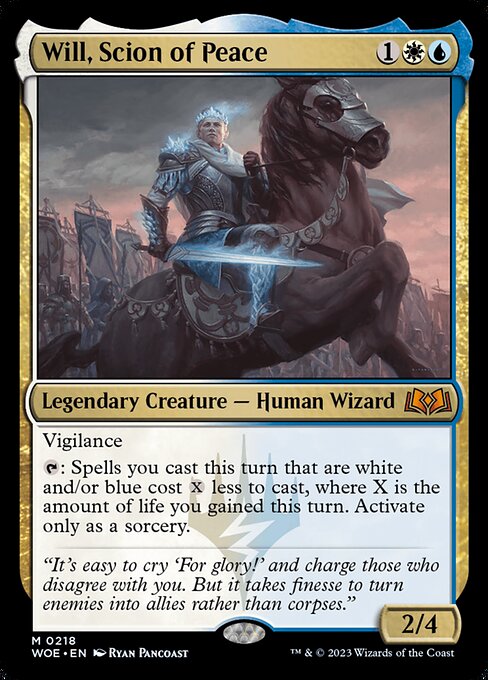 Will, Scion of Peace 1
Legendary Creature — Human Wizard
Vigilance
: Spells you cast this turn that are white
and/or blue cost X less to cast, where X is the
amount of life you gained this turn. Activate
only as a sorcery.
“It’s easy to cry ‘For glory!’ and charge those who
disagree with you. But it takes finesse to turn
enemies into allies rather than corpses.”
2/4
M 0218
WOE • EN Ryan Pancoast
™ & © 2023 Wizards of the Coast